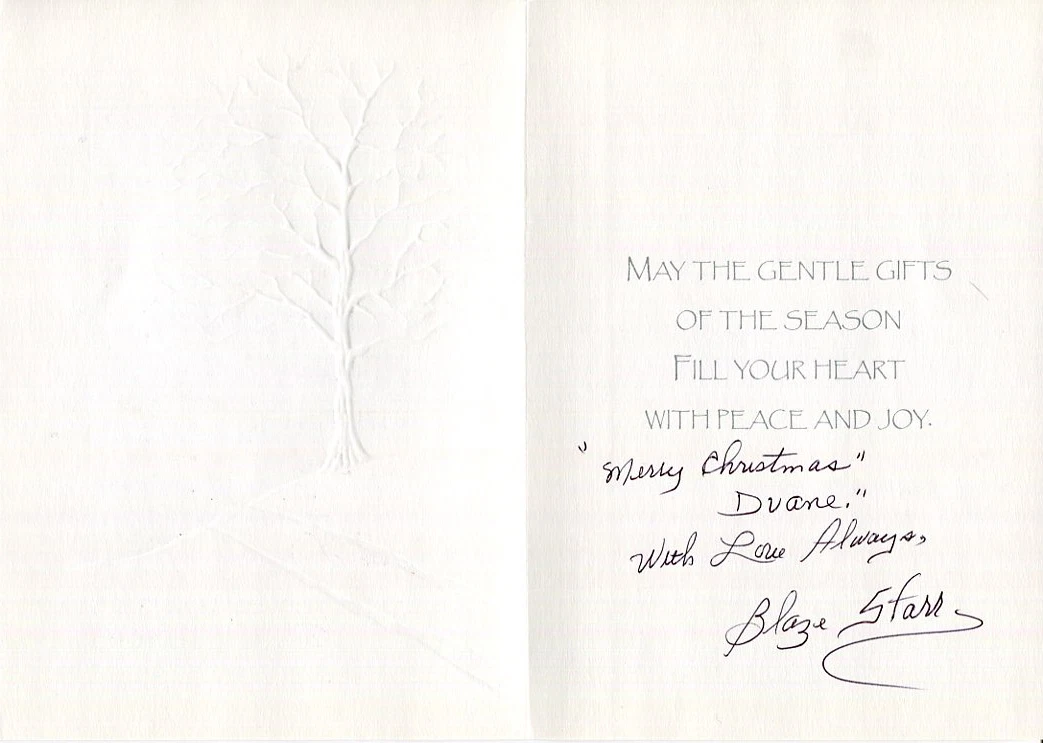 MAY THE GENTLE GIFTS
OF THE SEASON
FILL YOUR HEART
WITH PEACE AND JOY.
"Merry Christmas"
Duane."
With Love Always,
Blaze Starr